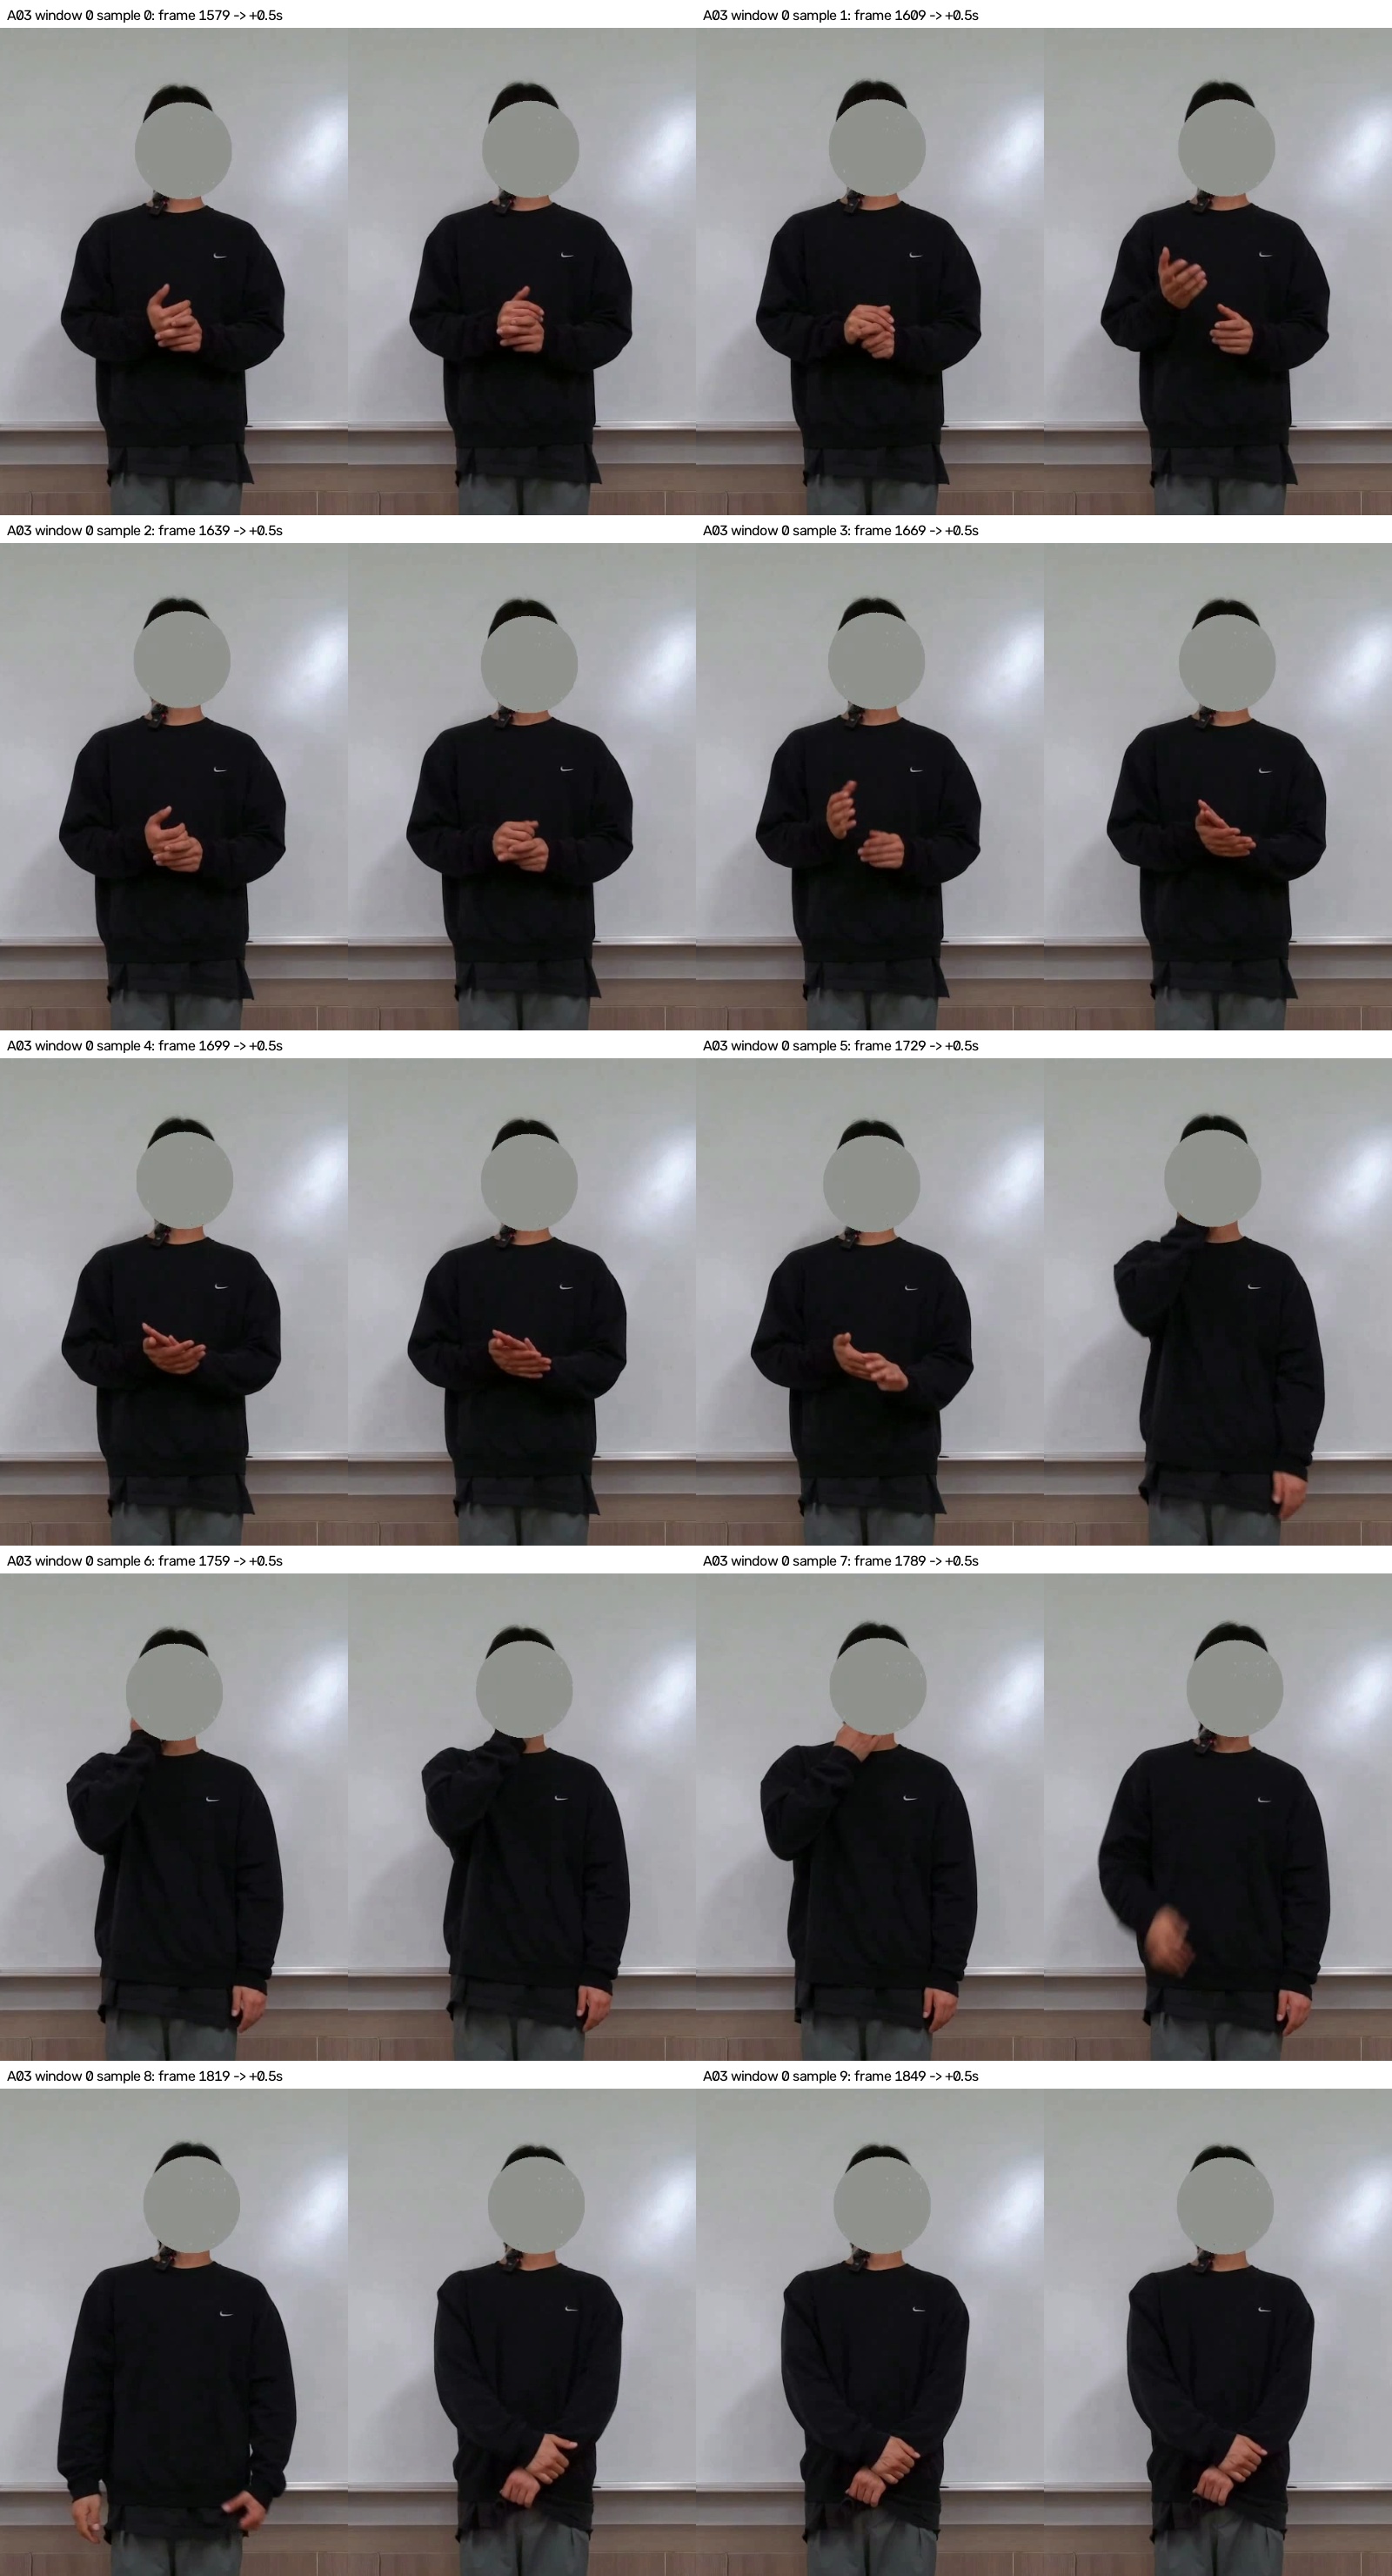 A03 window 0 sample 0: frame 1579 -> +0.5s
A03 window 0 sample 1: frame 1609 -> +0.5s
A03 window 0 sample 2: frame 1639 -> +0.5s
A03 window 0 sample 3: frame 1669 -> +0.5s
A03 window 0 sample 4: frame 1699 -> +0.5s
A03 window 0 sample 5: frame 1729 -> +0.5s
A03 window 0 sample 6: frame 1759 -> +0.5s
A03 window 0 sample 7: frame 1789 -> +0.5s
A03 window 0 sample 8: frame 1819 -> +0.5s
A03 window 0 sample 9: frame 1849 -> +0.5s